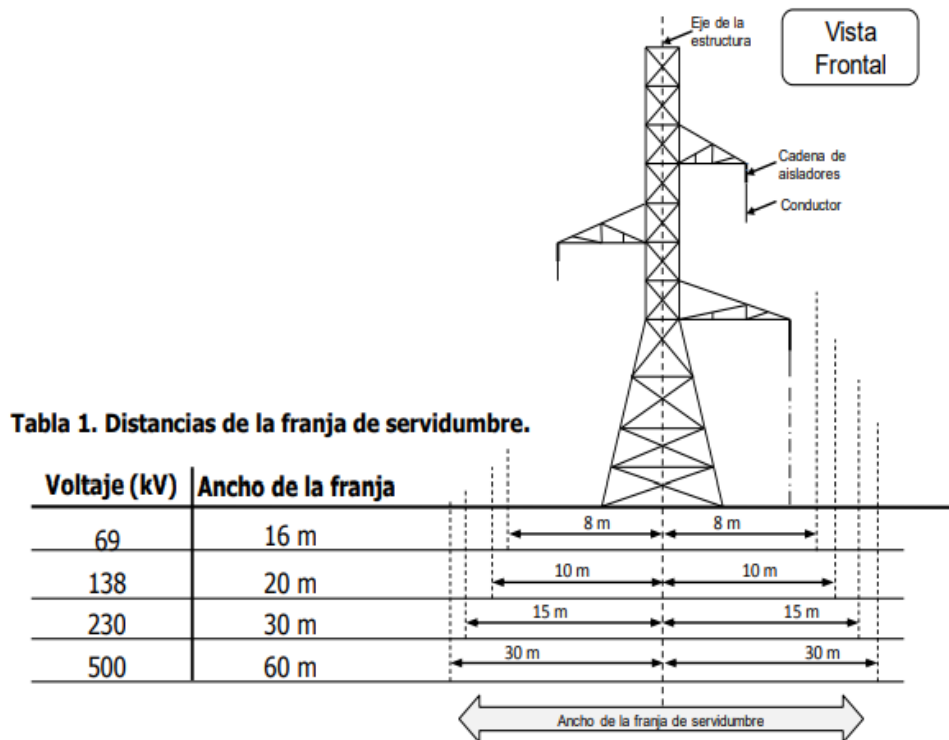 Eje de la
estructura
Vista
Frontal
Cadena de
aisladores
Conductor
Tabla 1. Distancias de la franja de servidumbre.
Voltaje (kV) Ancho de la franja
69 16 m 8 m 8 m
138 20 m 10 m 10 m
230 30 m 15 m 15 m
500 60 m 30 m 30 m
Ancho de la franja de servidumbre